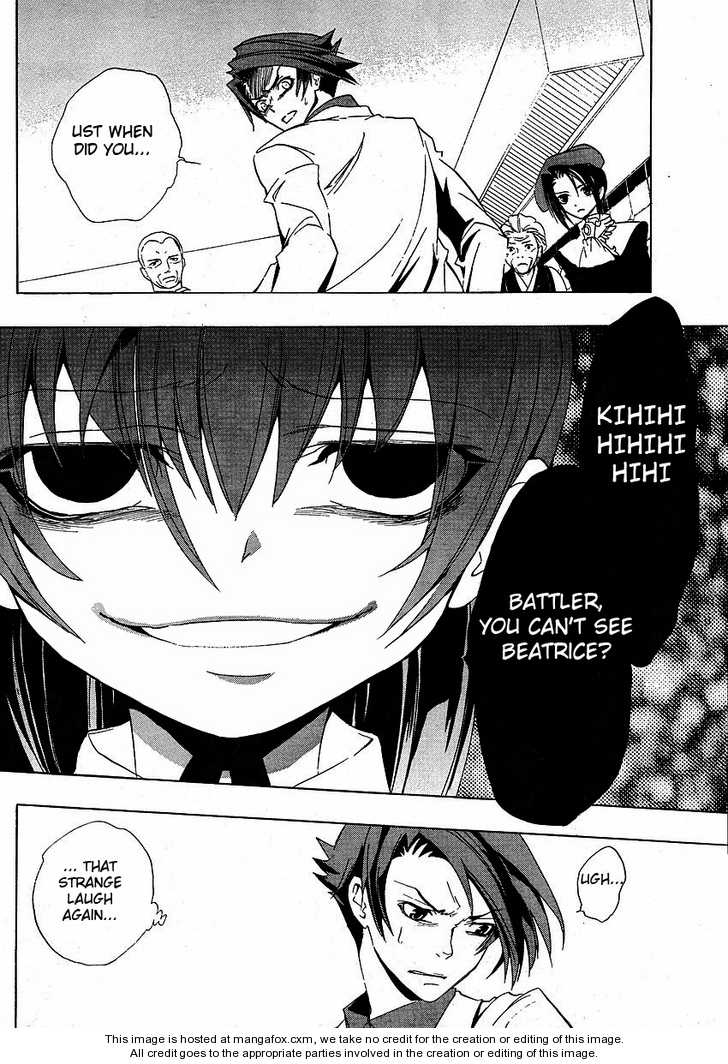 UST WHEN
DID YOU...
KIHIHI
HIHIHI
HIHI
BATTLER,
YOU CAN'T SEE
BEATRICE?
... THAT
STRANGE
LAUGH
AGAIN...
UGH...
This image is hosted at mangafox.cxm, we take no credit for the creation or editing of this image.
All credit goes to the appropriate parties involved in the creation or editing of this image.